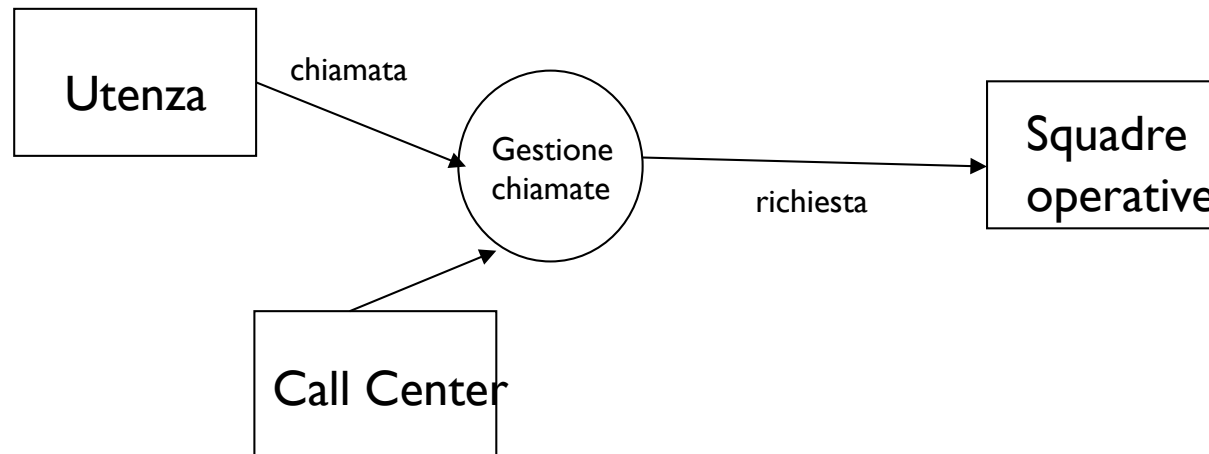 Utenza
chiamata
Gestione
chiamate
richiesta
Squadre
operative
Call Center